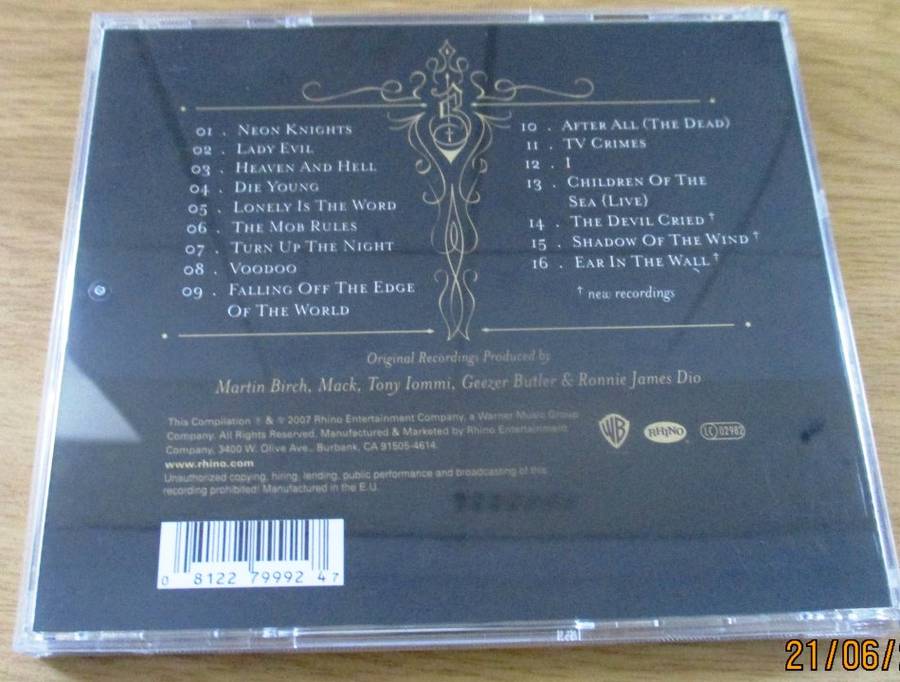 01 . Neon Knights
02 . Lady Evil
03 . Heaven And Hell
04 . Die Young
05 . Lonely Is The Word
06 . The Mob Rules
07 . Turn Up The Night
08 . Voodoo
09 . Falling Off The Edge
Of The World
10 . After All (The Dead)
11 . TV Crimes
12 . I
13 . Children Of The
Sea (Live)
14 . The Devil Cried †
15 . Shadow Of The Wind †
16 . Ear In The Wall †
† new recordings
Original Recordings Produced by
Martin Birch, Mack, Tony Iommi, Geezer Butler & Ronnie James Dio
This Compilation ℗ & © 2007 Rhino Entertainment Company, a Warner Music Group
Company. All Rights Reserved. Manufactured & Marketed by Rhino Entertainment
Company, 3400 W. Olive Ave., Burbank, CA 91505-4614.
www.rhino.com
Unauthorized copying, hiring, lending, public performance and broadcasting of this
recording prohibited! Manufactured in the E.U.
WB
RHINO
LC 02982
0 81227 99992 4 7
21/06/